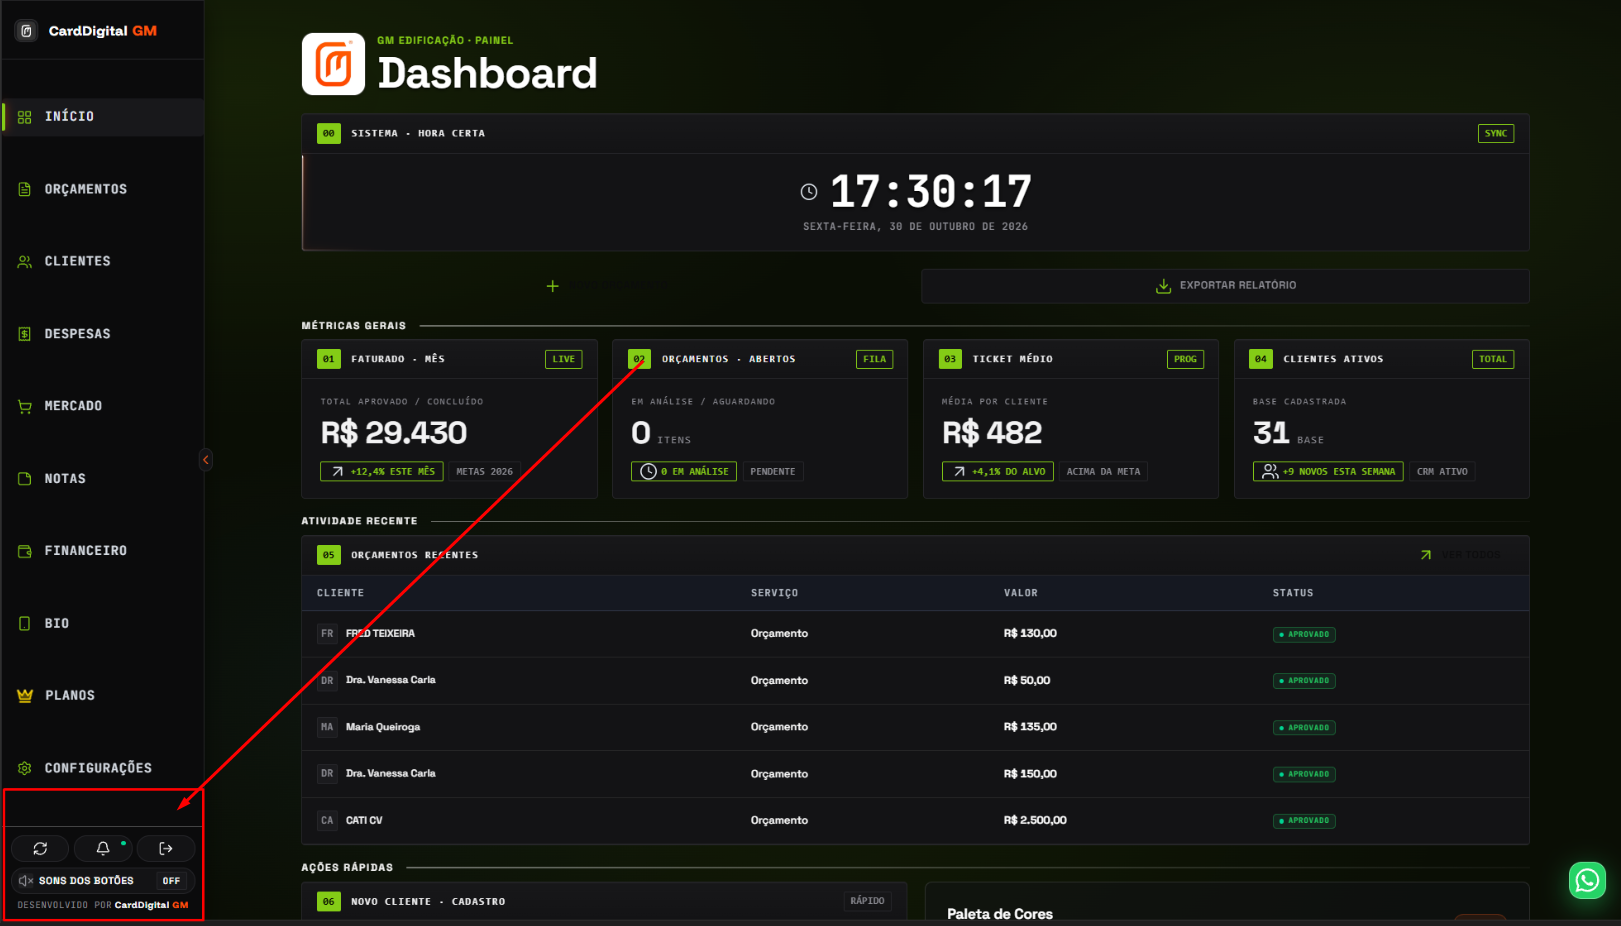 CardDigital GM
INÍCIO
ORÇAMENTOS
CLIENTES
DESPESAS
MERCADO
NOTAS
FINANCEIRO
BIO
PLANOS
CONFIGURAÇÕES
SONS DOS BOTÕES OFF
DESENVOLVIDO POR CardDigital GM
GM EDIFICAÇÃO · PAINEL
Dashboard
00 SISTEMA · HORA CERTA SYNC
17:30:17
SEXTA-FEIRA, 30 DE OUTUBRO DE 2026
EXPORTAR RELATÓRIO
MÉTRICAS GERAIS
01 FATURADO · MÊS LIVE
TOTAL APROVADO / CONCLUÍDO
R$ 29.430
+12,4% ESTE MÊS METAS 2026
02 ORÇAMENTOS · ABERTOS FILA
EM ANÁLISE / AGUARDANDO
0 ITENS
0 EM ANÁLISE PENDENTE
03 TICKET MÉDIO PROG
MÉDIA POR CLIENTE
R$ 482
+4,1% DO ALVO ACIMA DA META
04 CLIENTES ATIVOS TOTAL
BASE CADASTRADA
31 BASE
+9 NOVOS ESTA SEMANA CRM ATIVO
ATIVIDADE RECENTE
05 ORÇAMENTOS RECENTES VER TODOS
CLIENTE SERVIÇO VALOR STATUS
FR FRED TEIXEIRA Orçamento R$ 130,00 APROVADO
DR Dra. Vanessa Carla Orçamento R$ 50,00 APROVADO
MA Maria Queiroga Orçamento R$ 135,00 APROVADO
DR Dra. Vanessa Carla Orçamento R$ 150,00 APROVADO
CA CATI CV Orçamento R$ 2.500,00 APROVADO
AÇÕES RÁPIDAS
06 NOVO CLIENTE · CADASTRO RÁPIDO
Paleta de Cores